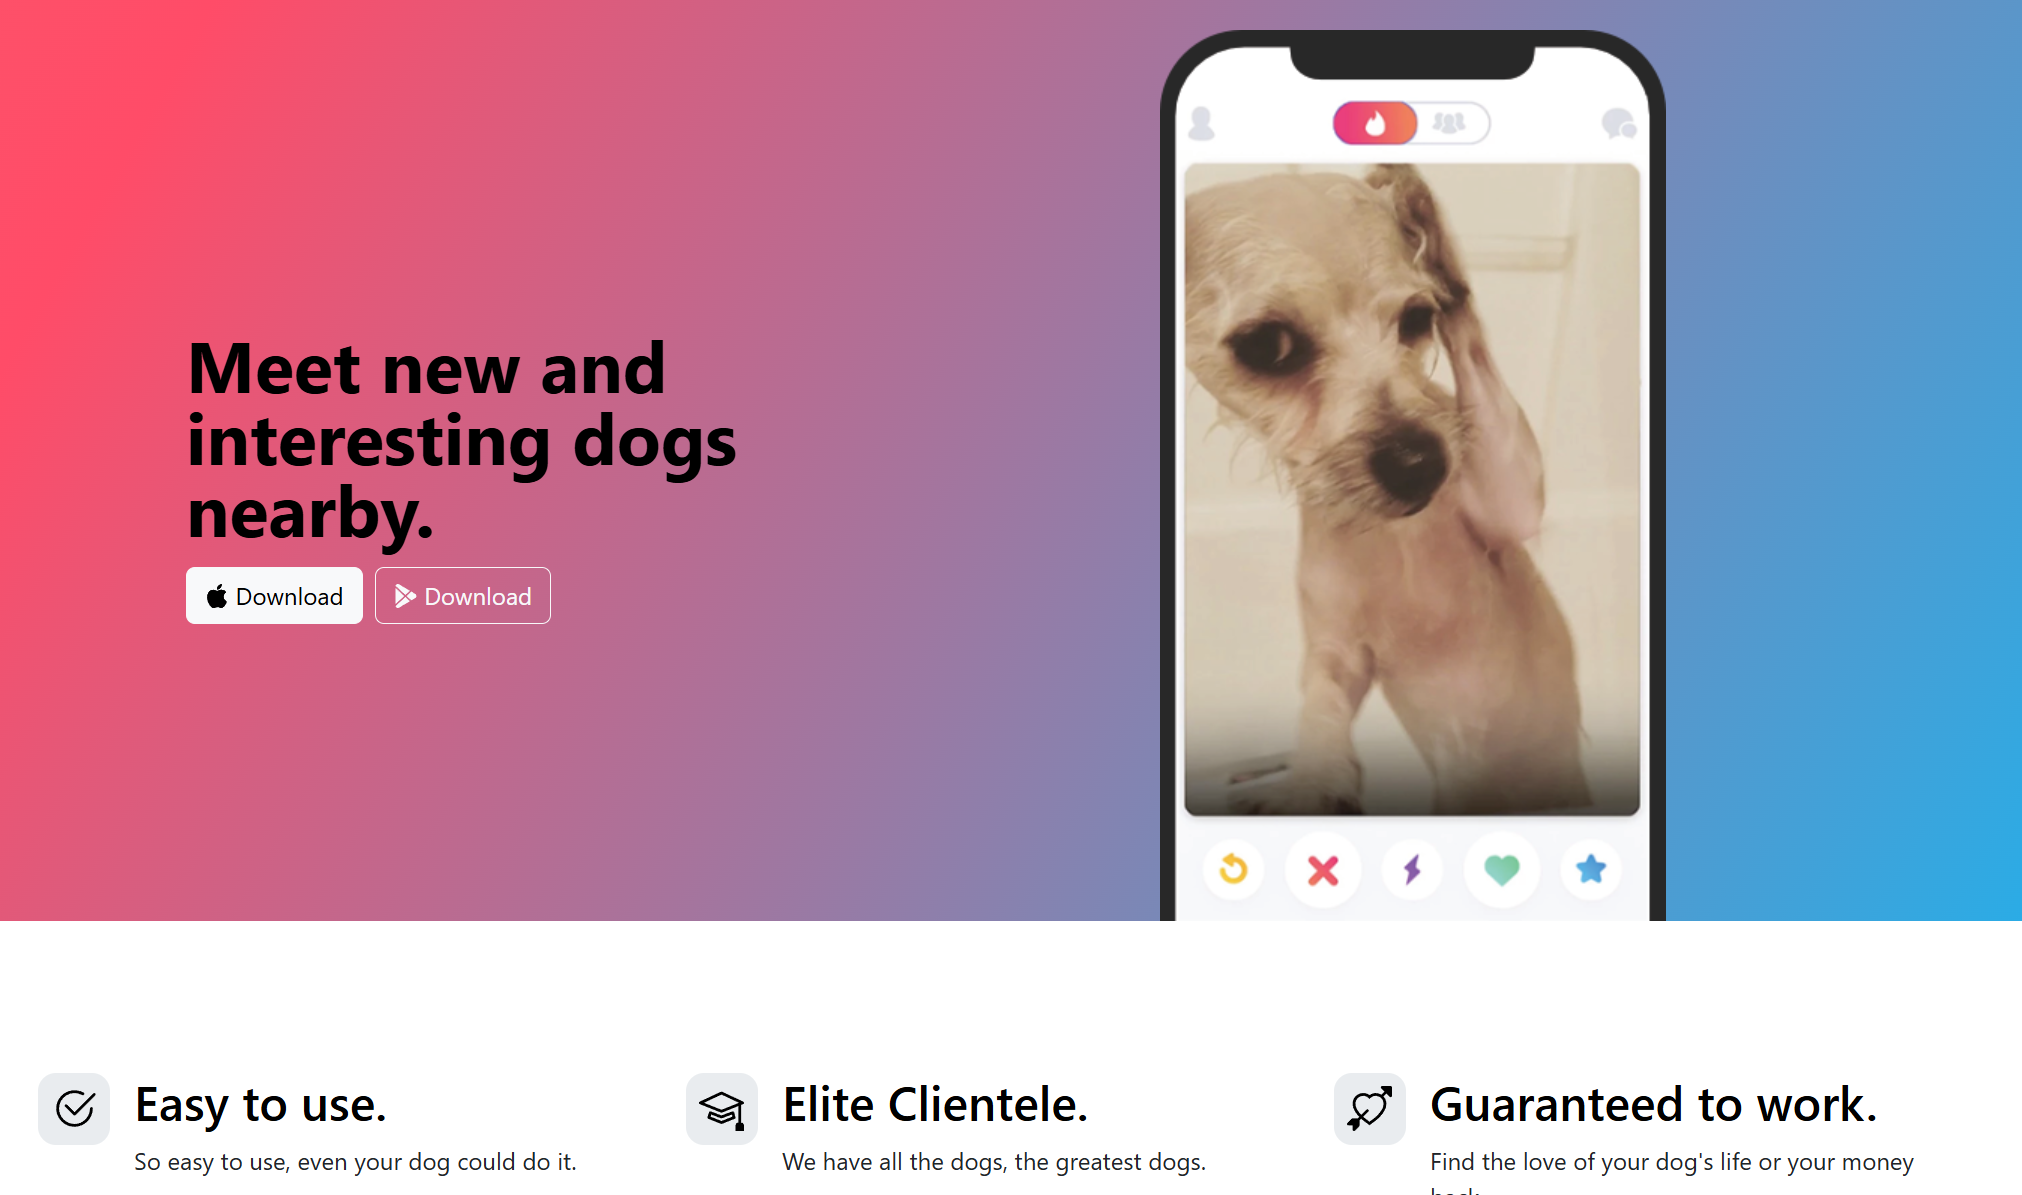 Meet new and
interesting dogs
nearby.
Download
Download
Easy to use.
So easy to use, even your dog could do it.
Elite Clientele.
We have all the dogs, the greatest dogs.
Guaranteed to work.
Find the love of your dog's life or your money